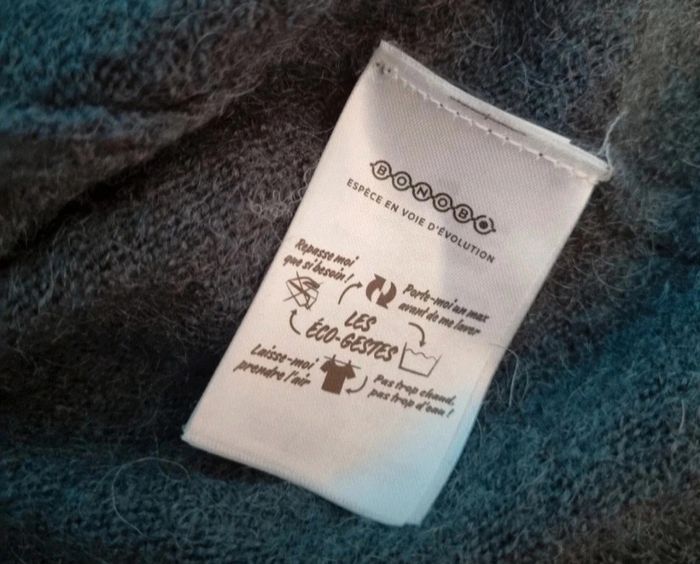 BONOBO
ESPÈCE EN VOIE D'ÉVOLUTION
Repasse moi
que si besoin !
Porte-moi un max
avant de me laver
LES
ÉCO-GESTES
Laisse-moi
prendre l'air
Pas trop chaud,
pas trop d'eau !